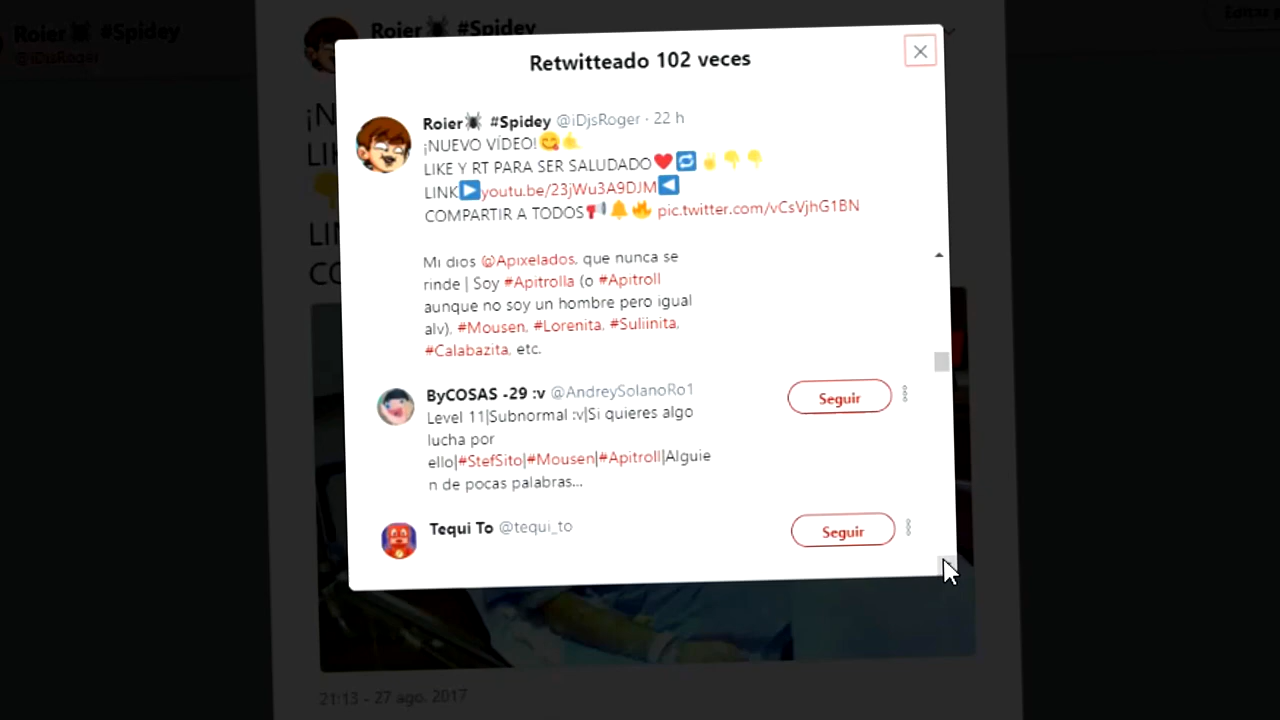 Roier #Spidey
@iDjsRoger
Roier #Spidey
Editar
Retwitteado 102 veces
Roier🕷 #Spidey @iDjsRoger · 22 h
¡NUEVO VÍDEO!😋👍
LIKE Y RT PARA SER SALUDADO❤️🔁☝️👇👇
LINK▶️youtu.be/23jWu3A9DJM◀️
COMPARTIR A TODOS📢🔔🔥 pic.twitter.com/vCsVjhG1BN
Mi dios @Apixelados, que nunca se
rinde | Soy #Apitrolla (o #Apitroll
aunque no soy un hombre pero igual
alv). #Mousen, #Lorenita, #Suliinita,
#Calabazita, etc.
ByCOSAS -29 :v @AndreySolanoRo1
Seguir
Level 11|Subnormal :v|Si quieres algo
lucha por
ello|#StefSito|#Mousen|#Apitroll|Alguie
n de pocas palabras...
Tequi To @tequi_to
Seguir
21:13 - 27 ago. 2017